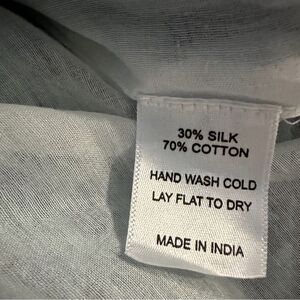 30% SILK
70% COTTON
HAND WASH COLD
LAY FLAT TO DRY
MADE IN INDIA